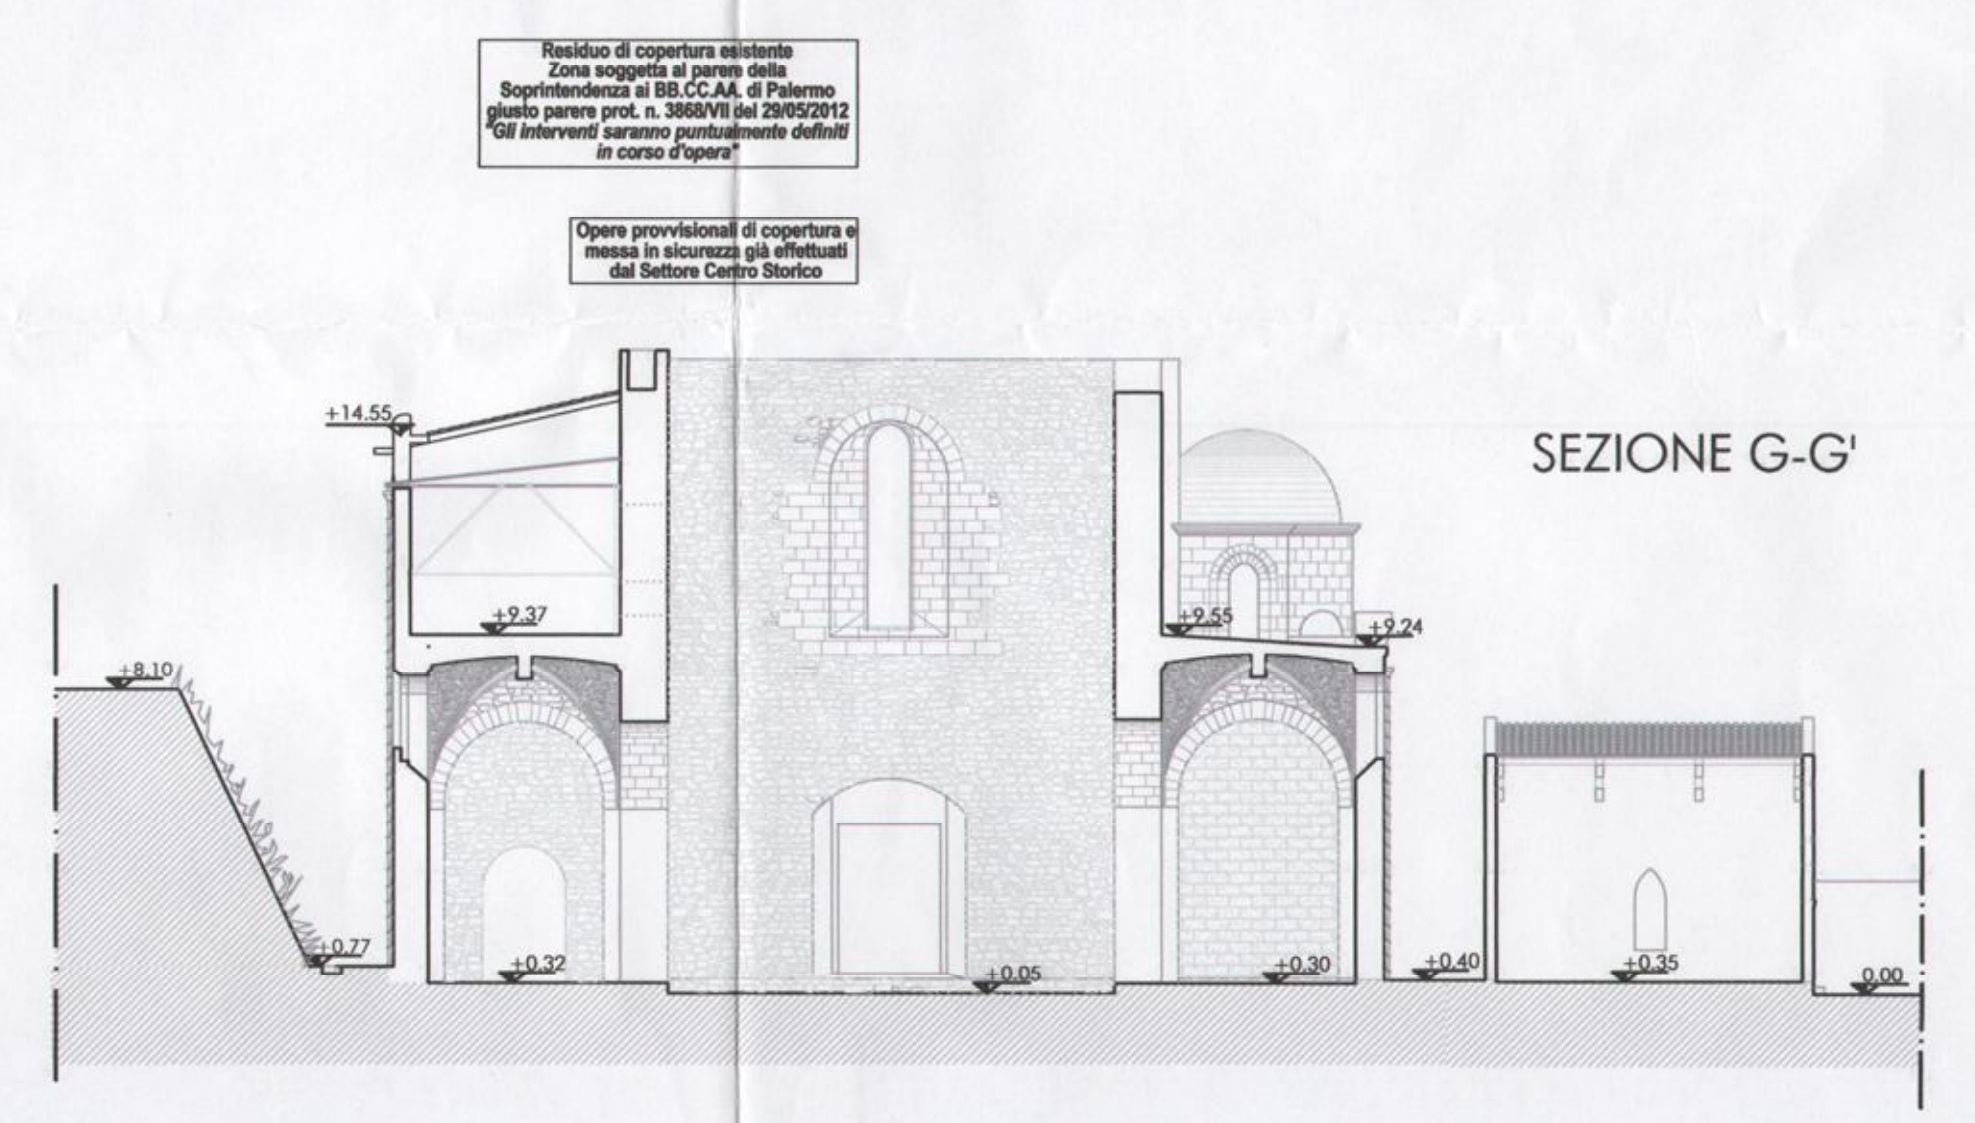 Residuo di copertura esistente
Zona soggetta al parere della
Soprintendenza ai BB.CC.AA. di Palermo
giusto parere prot. n. 3868/VII del 29/05/2012
"Gli interventi saranno puntualmente definiti
in corso d'opera"
Opere provvisionali di copertura e
messa in sicurezza già effettuati
dal Settore Centro Storico
+14.55
SEZIONE G-G'
+9.37
+9.55
+9.24
+8.10
+0.77
+0.32
+0.05
+0.30
+0.40
+0.35
0.00